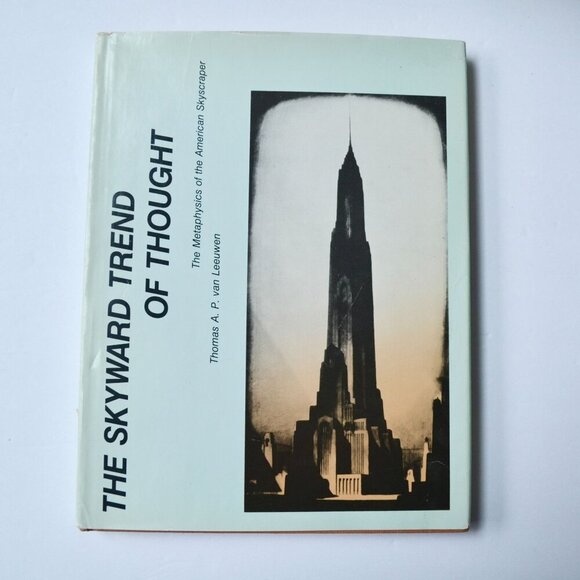 THE SKYWARD TREND
OF THOUGHT
The Metaphysics of the American Skyscraper
Thomas A. P. van Leeuwen